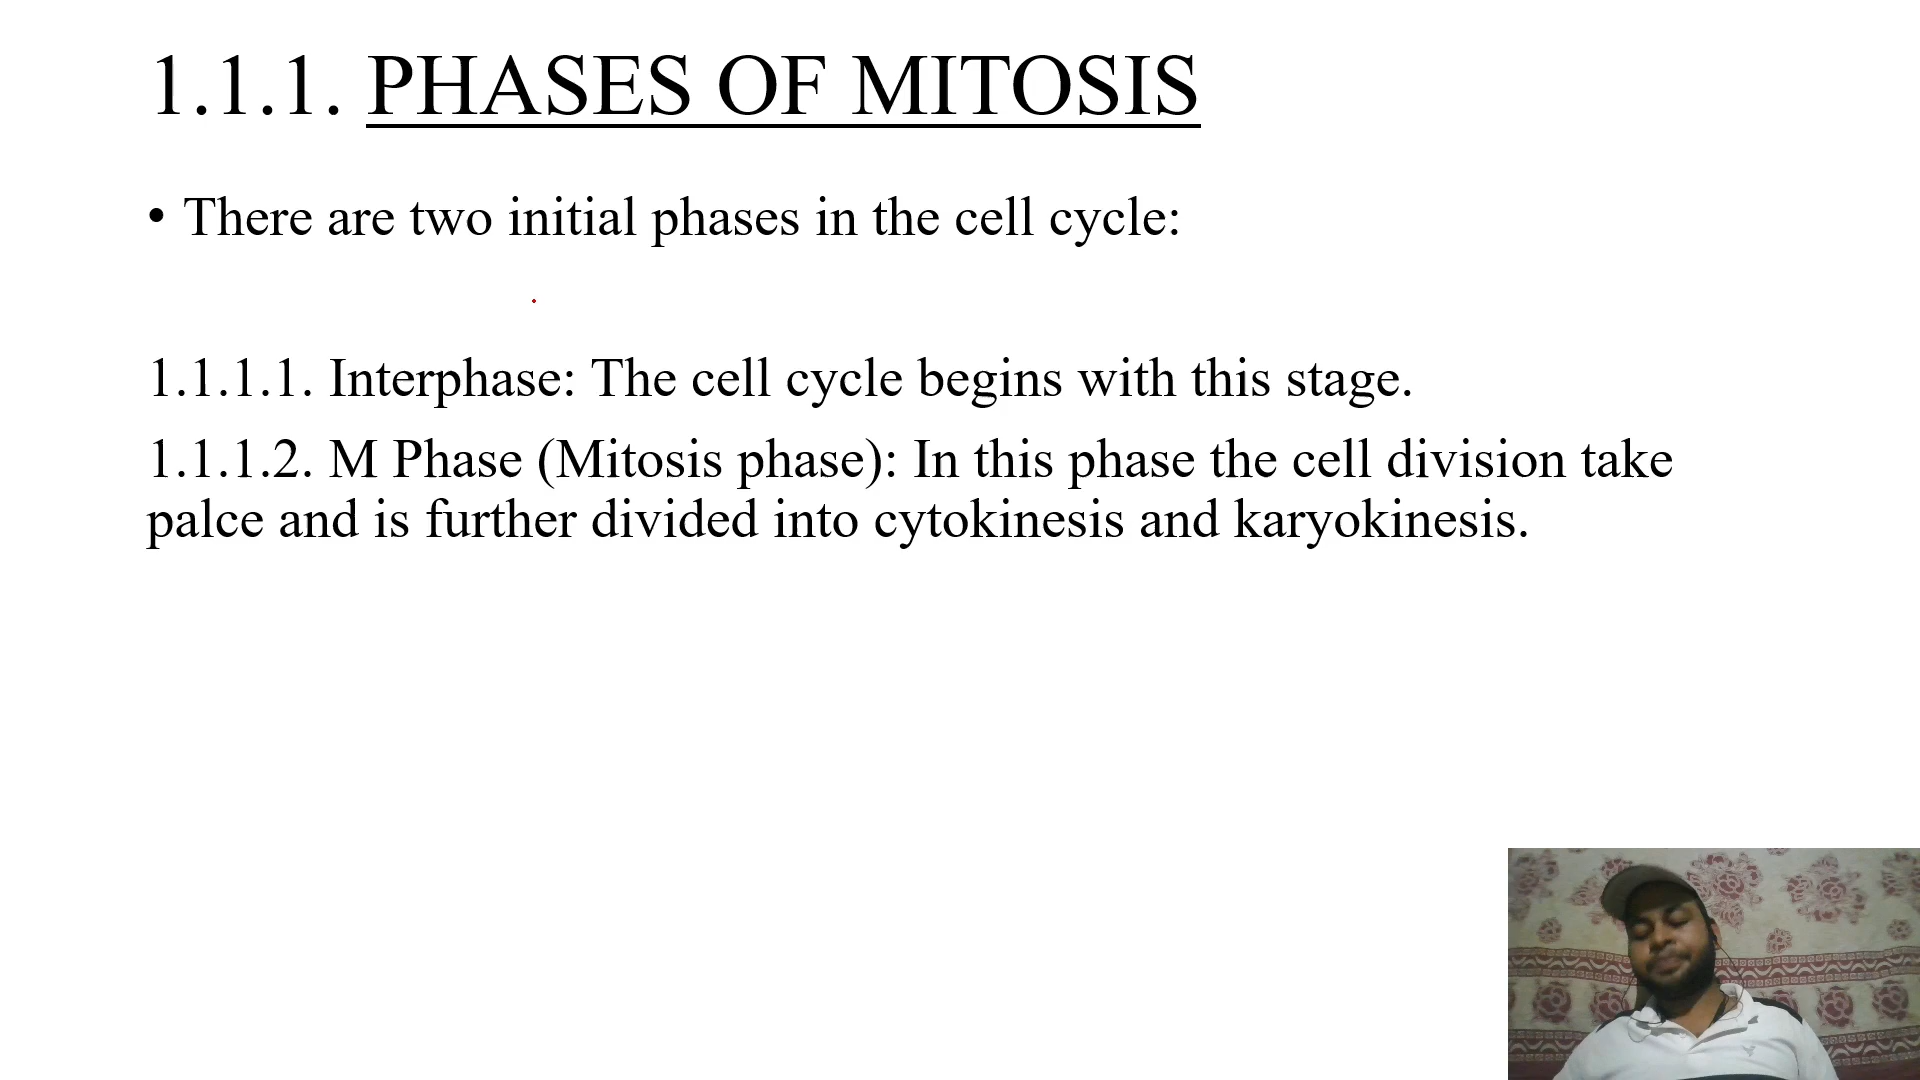 1.1.1. PHASES OF MITOSIS
• There are two initial phases in the cell cycle:
1.1.1.1. Interphase: The cell cycle begins with this stage.
1.1.1.2. M Phase (Mitosis phase): In this phase the cell division take
palce and is further divided into cytokinesis and karyokinesis.